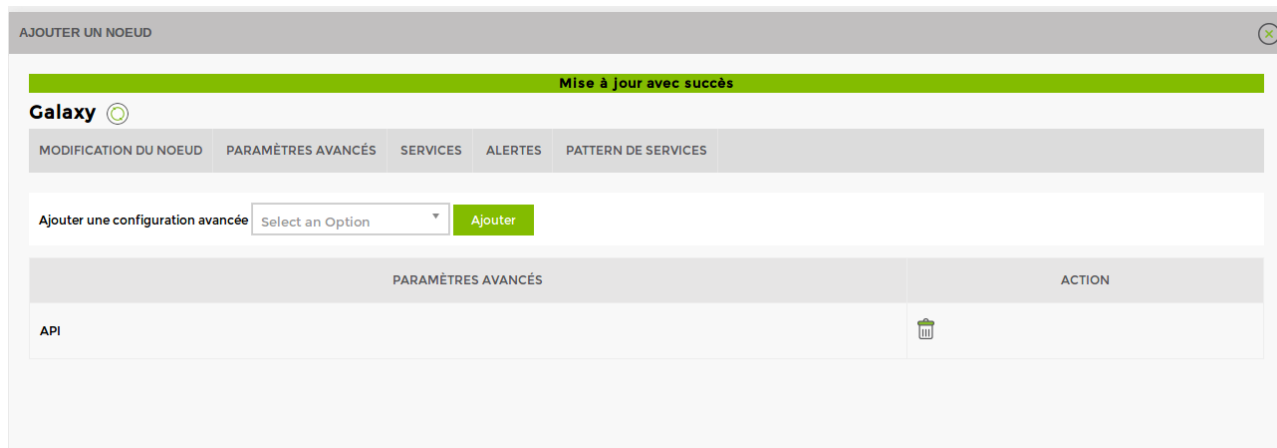 AJOUTER UN NOEUD
Mise à jour avec succès
Galaxy
MODIFICATION DU NOEUD PARAMÈTRES AVANCÉS SERVICES ALERTES PATTERN DE SERVICES
Ajouter une configuration avancée Select an Option Ajouter
PARAMÈTRES AVANCÉS ACTION
API